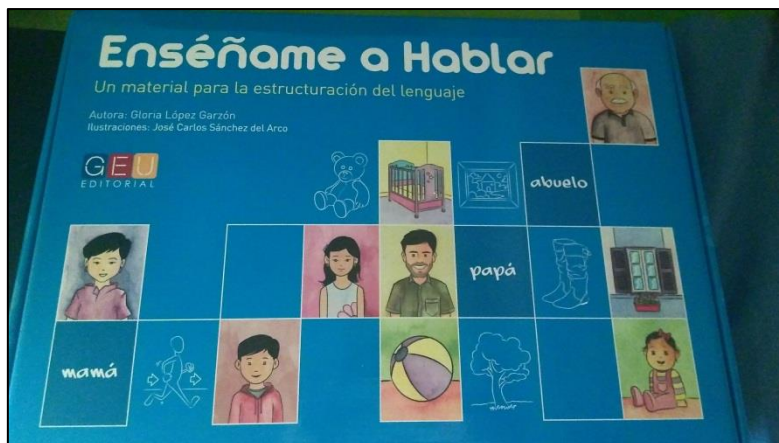 Enséñame a Hablar
Un material para la estructuración del lenguaje
Autora: Gloria López Garzón
Ilustraciones: José Carlos Sánchez del Arco
GEU
EDITORIAL
abuelo
papá
mamá